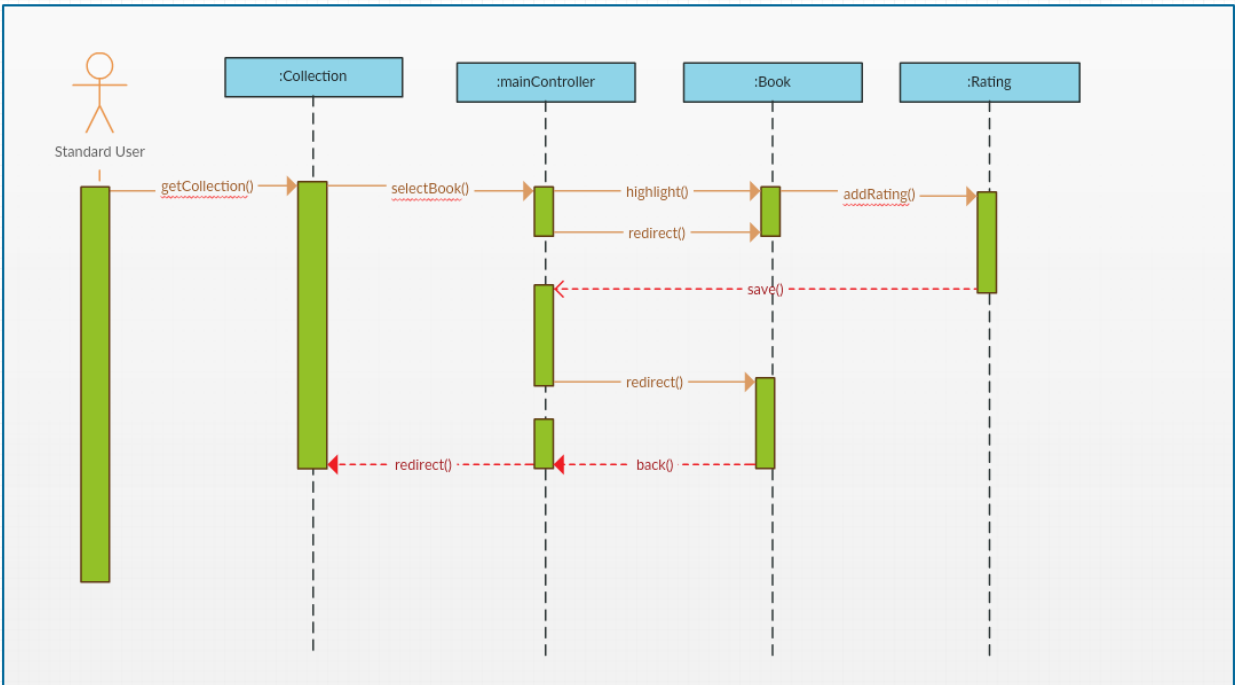 :Collection
:mainController
:Book
:Rating
Standard User
getCollection()
selectBook()
highlight()
addRating()
redirect()
save()
redirect()
redirect()
back()